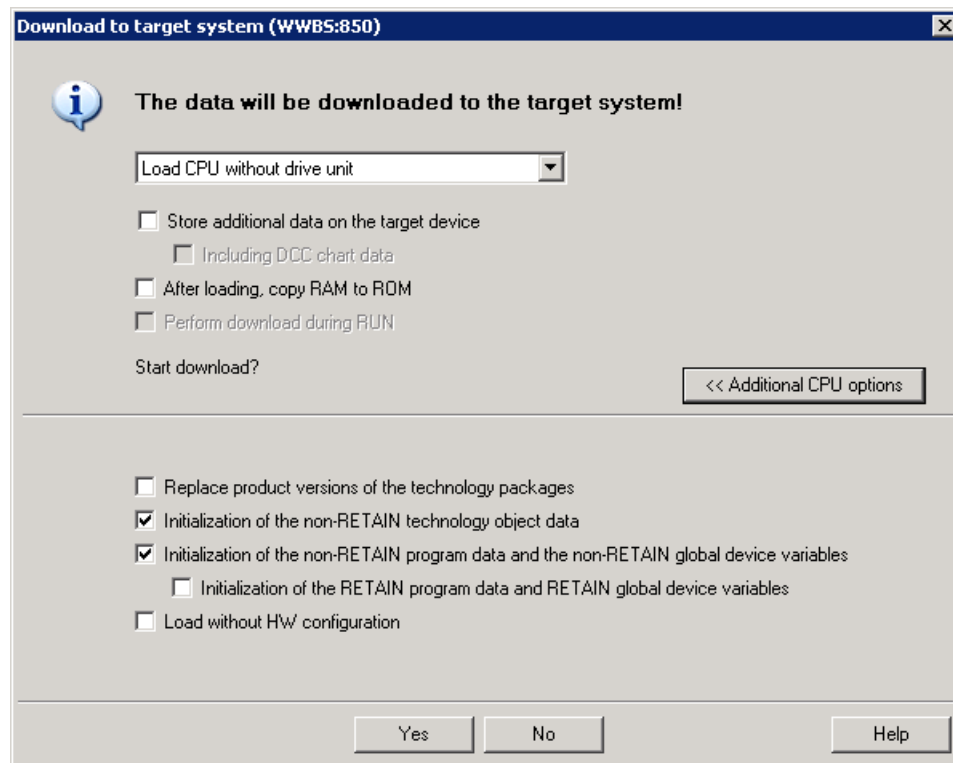 Download to target system (WWBS:850)
The data will be downloaded to the target system!
Load CPU without drive unit
Store additional data on the target device
Including DCC chart data
After loading, copy RAM to ROM
Perform download during RUN
Start download?
<< Additional CPU options
Replace product versions of the technology packages
Initialization of the non-RETAIN technology object data
Initialization of the non-RETAIN program data and the non-RETAIN global device variables
Initialization of the RETAIN program data and RETAIN global device variables
Load without HW configuration
Yes No Help